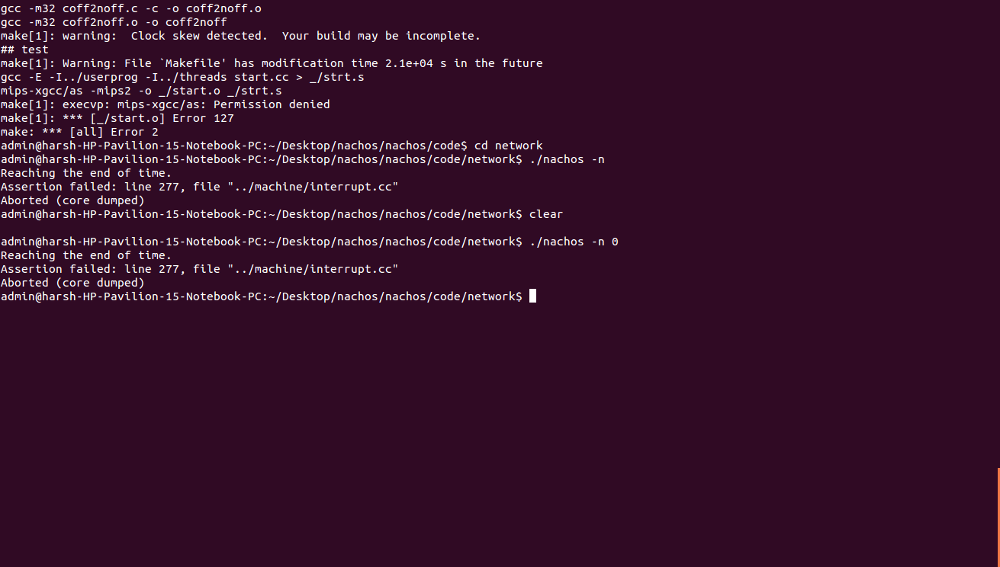 gcc -m32 coff2noff.c -c -o coff2noff.o
gcc -m32 coff2noff.o -o coff2noff
make[1]: warning:  Clock skew detected.  Your build may be incomplete.
## test
make[1]: Warning: File `Makefile' has modification time 2.1e+04 s in the future
gcc -E -I../userprog -I../threads start.cc > _/strt.s
mips-xgcc/as -mips2 -o _/start.o _/strt.s
make[1]: execvp: mips-xgcc/as: Permission denied
make[1]: *** [_/start.o] Error 127
make: *** [all] Error 2
admin@harsh-HP-Pavilion-15-Notebook-PC:~/Desktop/nachos/nachos/code$ cd network
admin@harsh-HP-Pavilion-15-Notebook-PC:~/Desktop/nachos/nachos/code/network$ ./nachos -n
Reaching the end of time.
Assertion failed: line 277, file "../machine/interrupt.cc"
Aborted (core dumped)
admin@harsh-HP-Pavilion-15-Notebook-PC:~/Desktop/nachos/nachos/code/network$ clear
admin@harsh-HP-Pavilion-15-Notebook-PC:~/Desktop/nachos/nachos/code/network$ ./nachos -n 0
Reaching the end of time.
Assertion failed: line 277, file "../machine/interrupt.cc"
Aborted (core dumped)
admin@harsh-HP-Pavilion-15-Notebook-PC:~/Desktop/nachos/nachos/code/network$